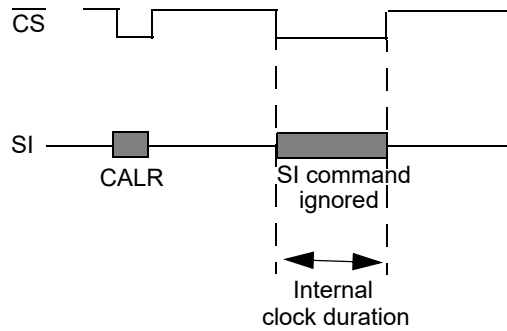 CS
SI
CALR
SI command
ignored
Internal
clock duration